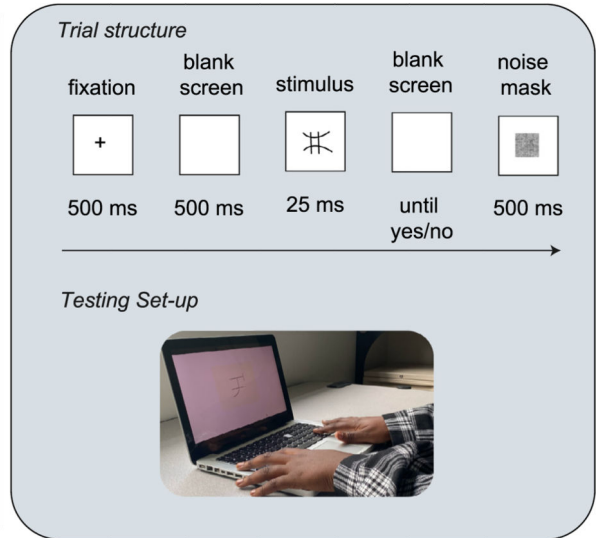 Trial structure
fixation
blank
screen
stimulus
blank
screen
noise
mask
500 ms
500 ms
25 ms
until
yes/no
500 ms
Testing Set-up